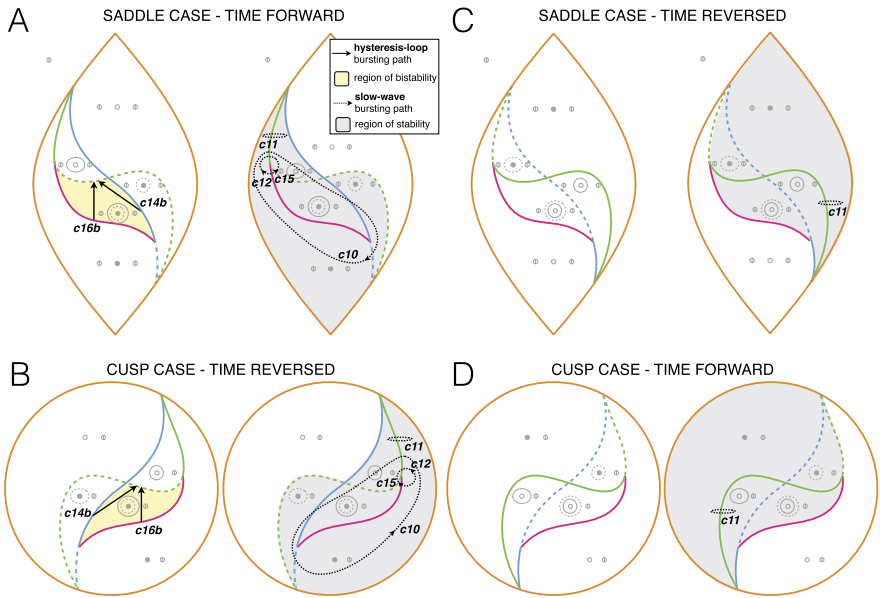 A
SADDLE CASE - TIME FORWARD
C
SADDLE CASE - TIME REVERSED
hysteresis-loop
bursting path
region of bistability
slow-wave
bursting path
region of stability
c16b
c14b
c11
c12
c15
c10
c11
B
CUSP CASE - TIME REVERSED
D
CUSP CASE - TIME FORWARD
c14b
c16b
c11
c12
c15
c10
c11